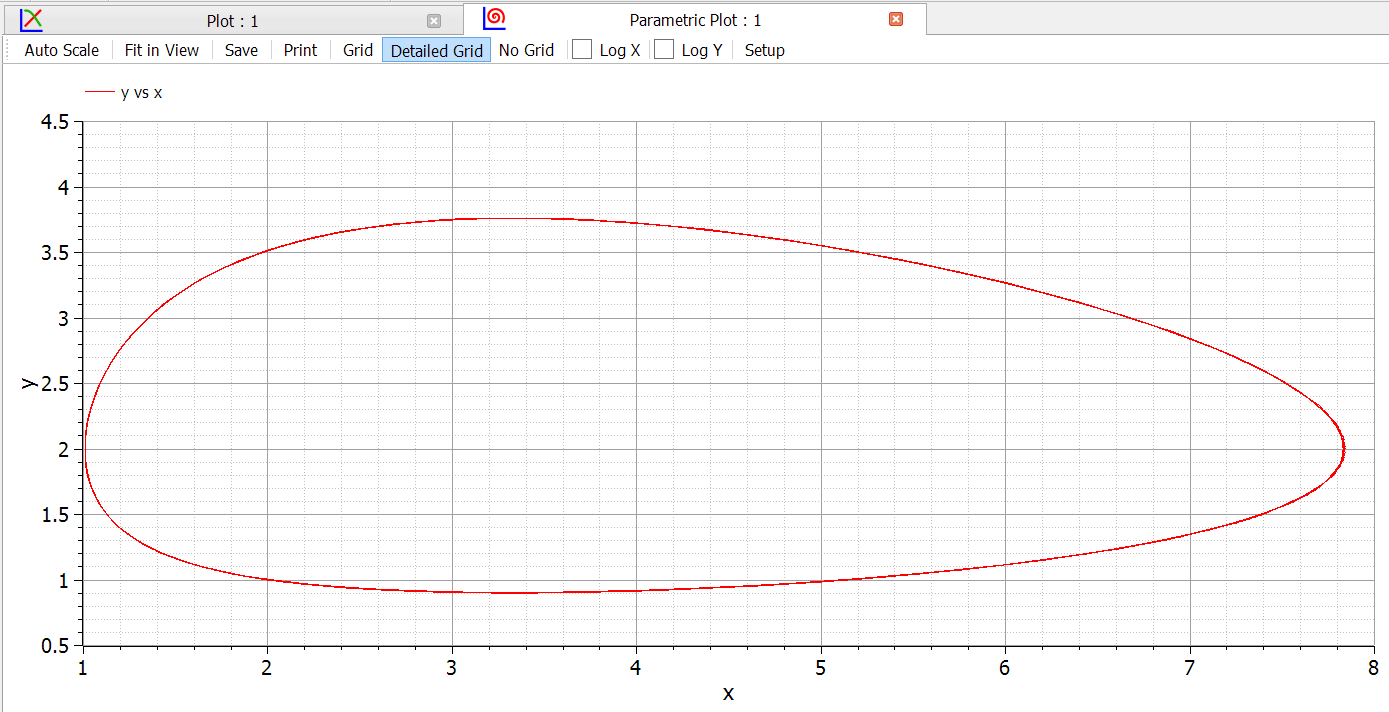 Plot : 1 Parametric Plot : 1
Auto Scale Fit in View Save Print Grid Detailed Grid No Grid Log X Log Y Setup
y vs x
4.5
4
3.5
3
y
2.5
2
1.5
1
0.5
1 2 3 4 5 6 7 8
x